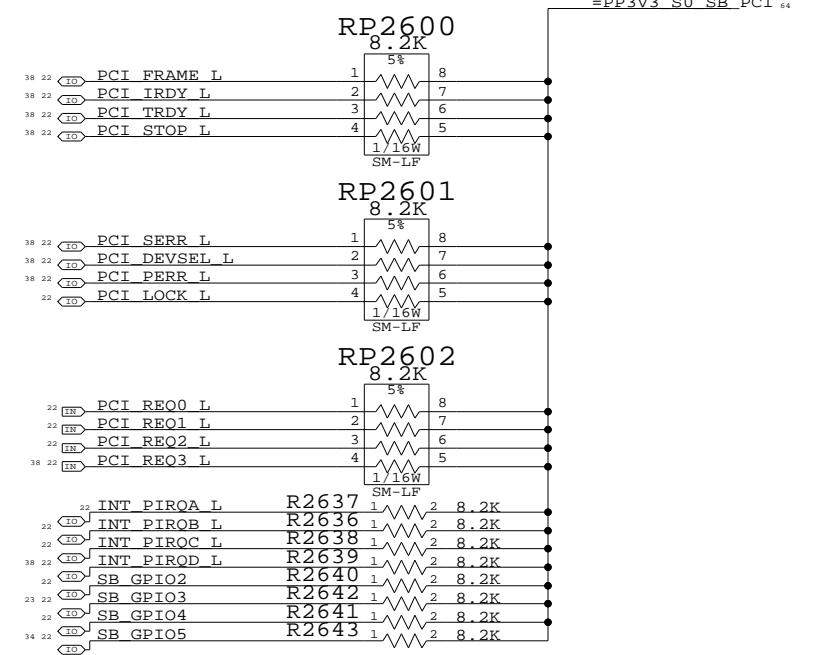 =PP3V3_S0_SB_PCI 64
RP2600
8.2K
5%
38 22 IO PCI_FRAME_L 1 8
38 22 IO PCI_IRDY_L 2 7
38 22 IO PCI_TRDY_L 3 6
38 22 IO PCI_STOP_L 4 5
1/16W
SM-LF
RP2601
8.2K
5%
38 22 IO PCI_SERR_L 1 8
38 22 IO PCI_DEVSEL_L 2 7
38 22 IO PCI_PERR_L 3 6
22 IO PCI_LOCK_L 4 5
1/16W
SM-LF
RP2602
8.2K
5%
22 IN PCI_REQ0_L 1 8
22 IN PCI_REQ1_L 2 7
22 IN PCI_REQ2_L 3 6
38 22 IN PCI_REQ3_L 4 5
1/16W
SM-LF
22 IO INT_PIRQA_L R2637 1 2 8.2K
22 IO INT_PIRQB_L R2636 1 2 8.2K
22 IO INT_PIRQC_L R2638 1 2 8.2K
38 22 IO INT_PIRQD_L R2639 1 2 8.2K
22 IO SB_GPIO2 R2640 1 2 8.2K
23 22 IO SB_GPIO3 R2642 1 2 8.2K
22 IO SB_GPIO4 R2641 1 2 8.2K
34 22 IO SB_GPIO5 R2643 1 2 8.2K